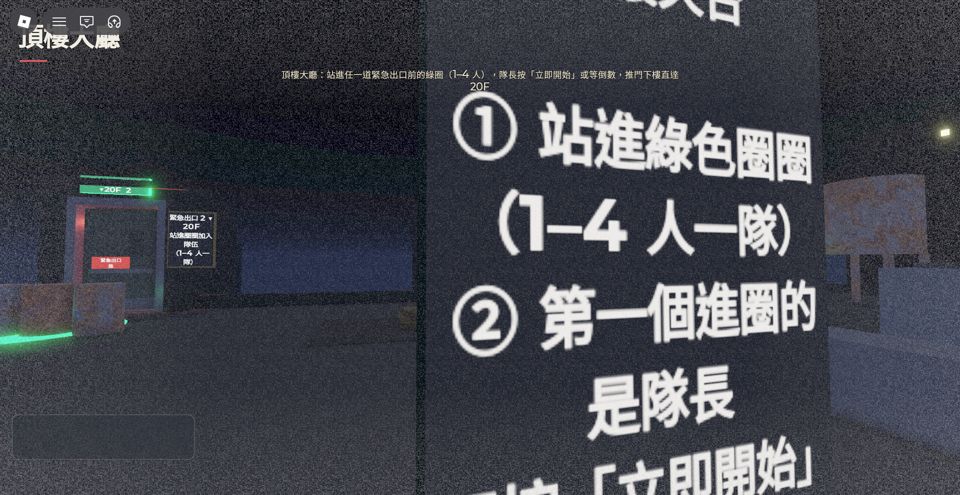 頂樓大廳
頂樓大廳：站進任一道緊急出口前的綠圈（1–4 人），隊長按「立即開始」或等倒數，推門下樓直達
20F
① 站進綠色圈圈
（1–4 人一隊）
② 第一個進圈的
是隊長
「立即開始」
20F 2
緊急出口 2
20F
站進圈圈加入
隊伍
（1–4 人一
隊）
緊急出口